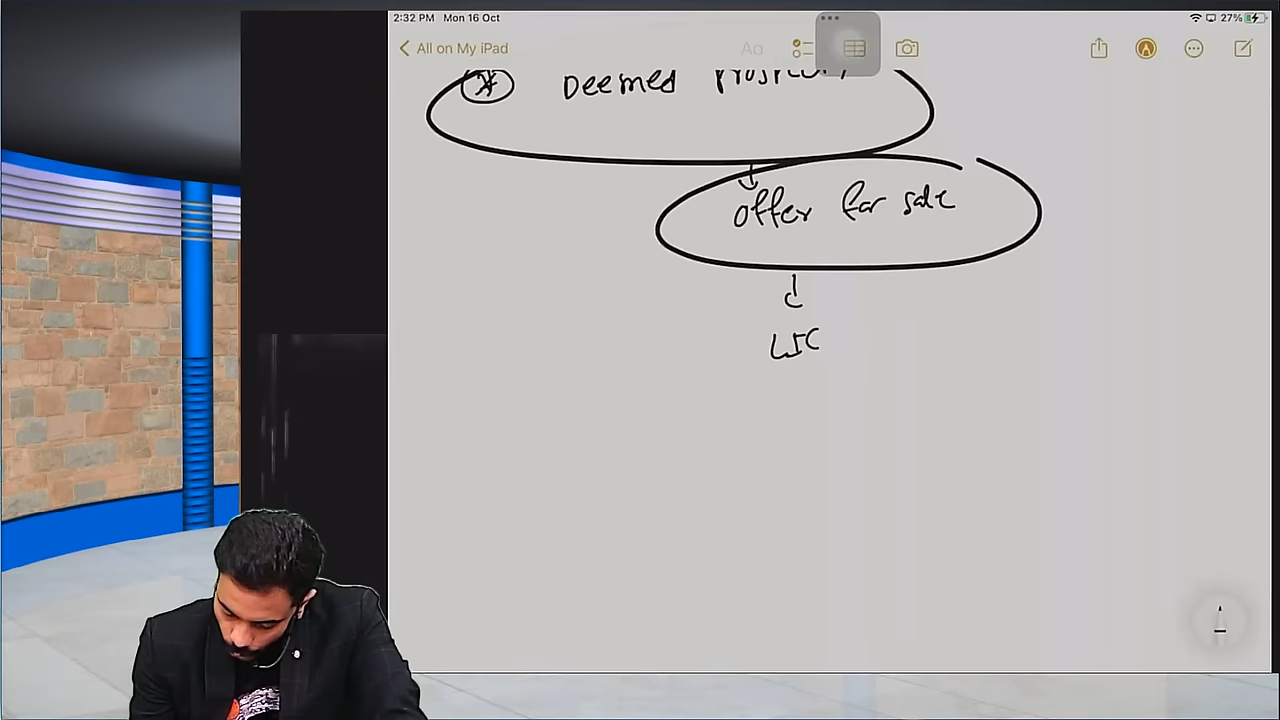 2:32 PM Mon 16 Oct
27%
All on My iPad
Aa
Deemed
offer for sale
LIC